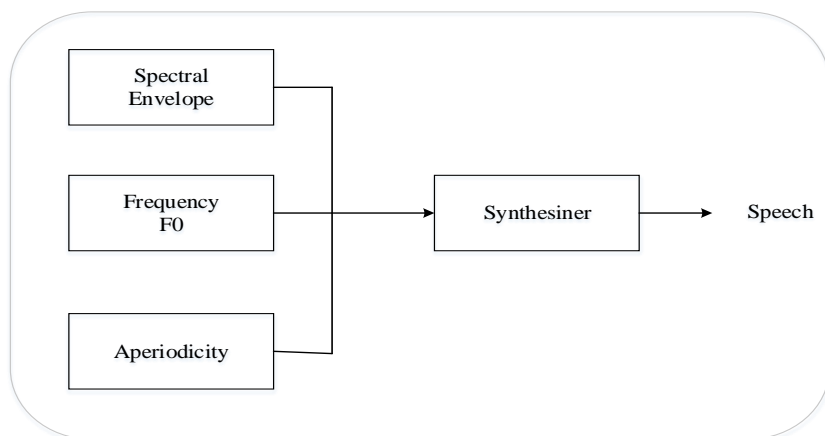 Spectral
Envelope
Frequency
F0
Aperiodicity
Synthesiner
Speech